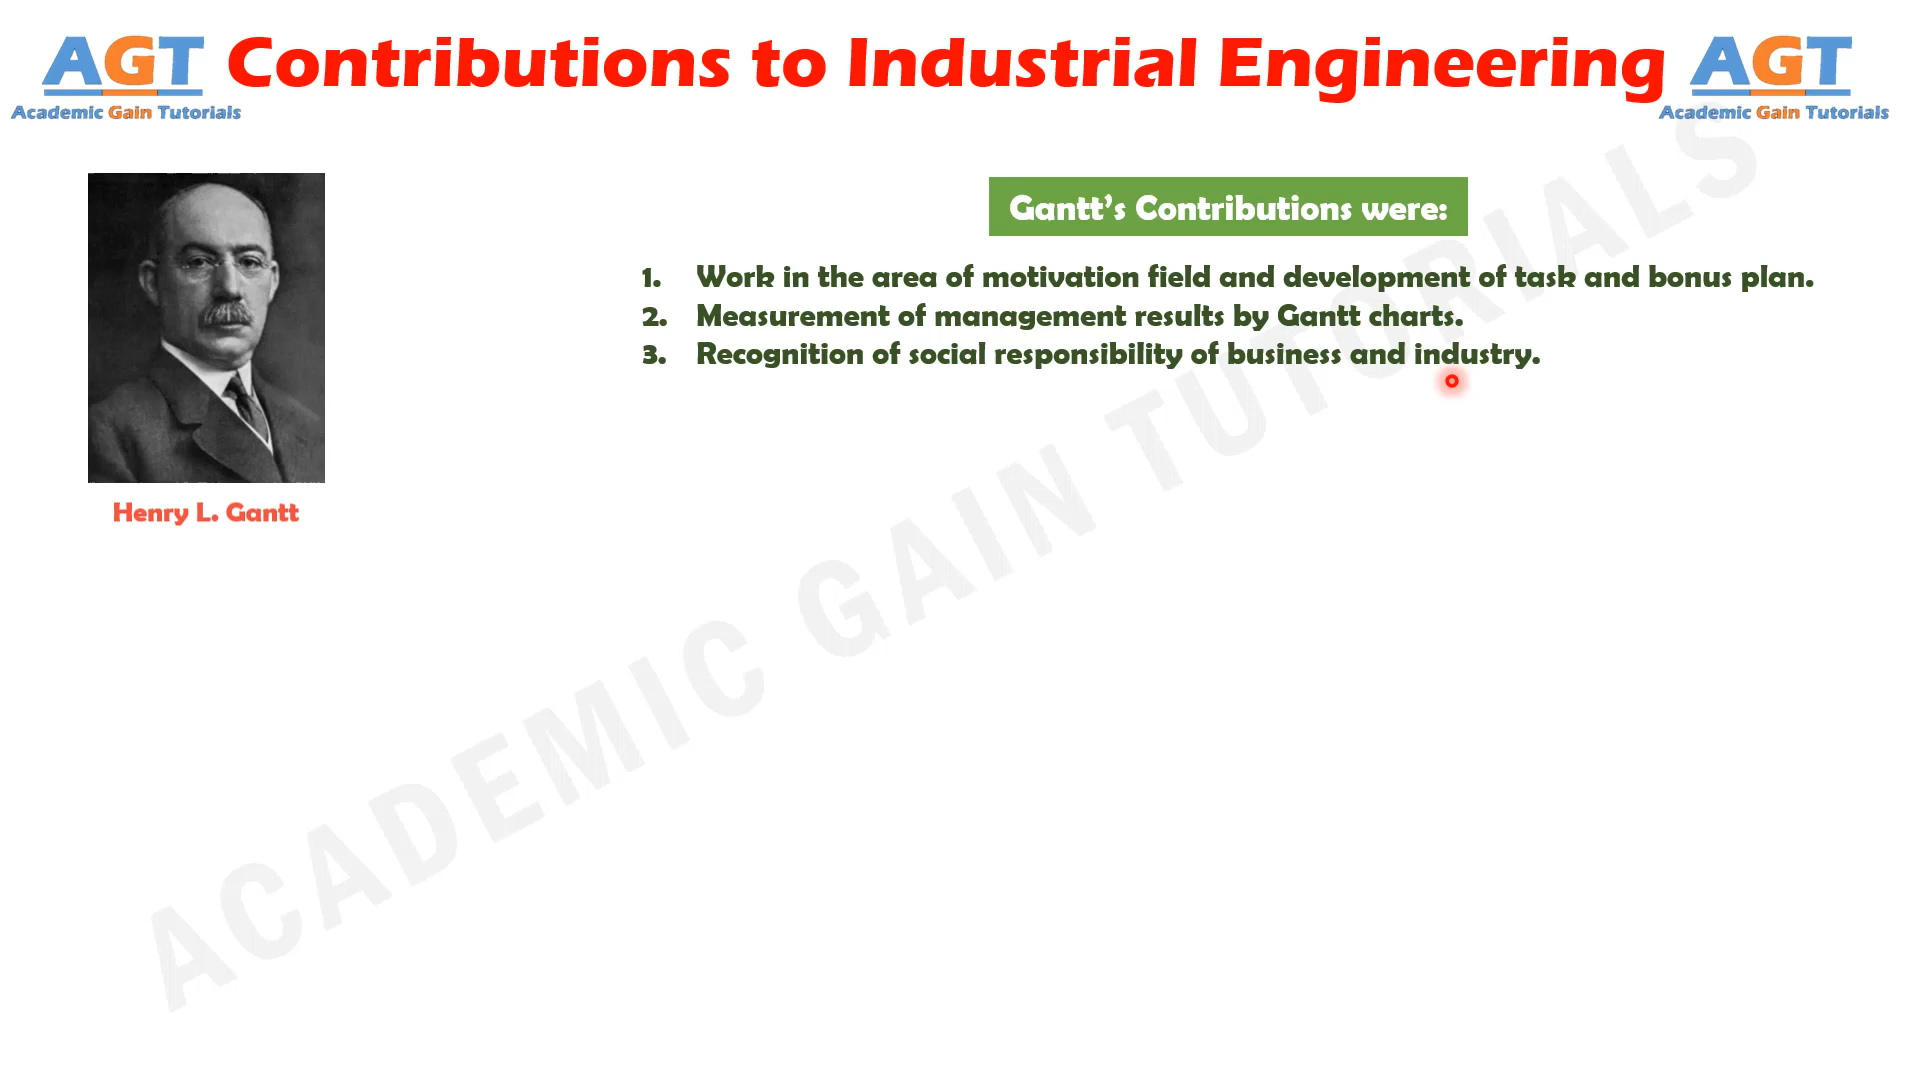 AGT
Academic Gain Tutorials
Contributions to Industrial Engineering
AGT
Academic Gain Tutorials
Gantt’s Contributions were:
1. Work in the area of motivation field and development of task and bonus plan.
2. Measurement of management results by Gantt charts.
3. Recognition of social responsibility of business and industry.
Henry L. Gantt
ACADEMIC GAIN TUTORIALS